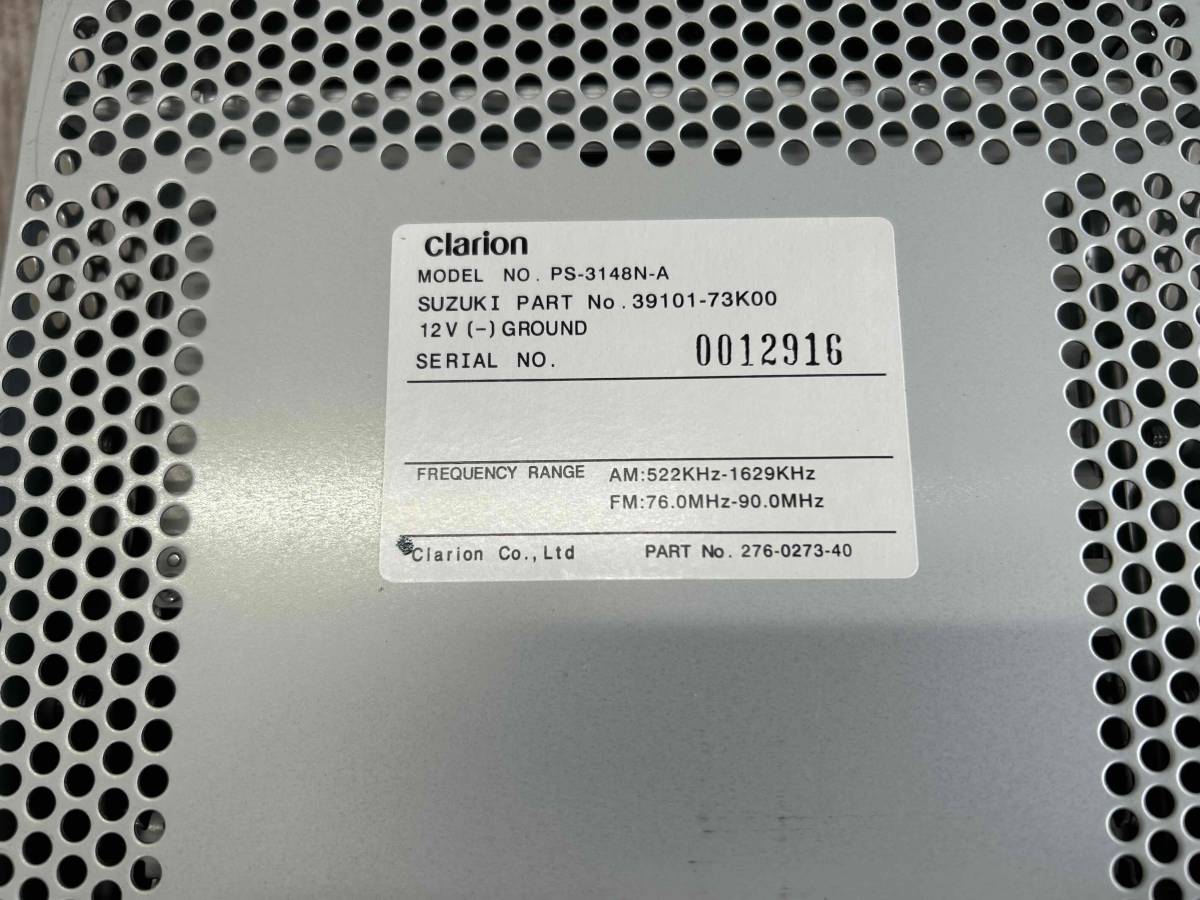 clarion
MODEL NO. PS-3148N-A
SUZUKI PART No. 39101-73K00
12V (-) GROUND
SERIAL NO. 0012916
FREQUENCY RANGE AM:522KHz-1629KHz
FM:76.0MHz-90.0MHz
Clarion Co.,Ltd PART No. 276-0273-40